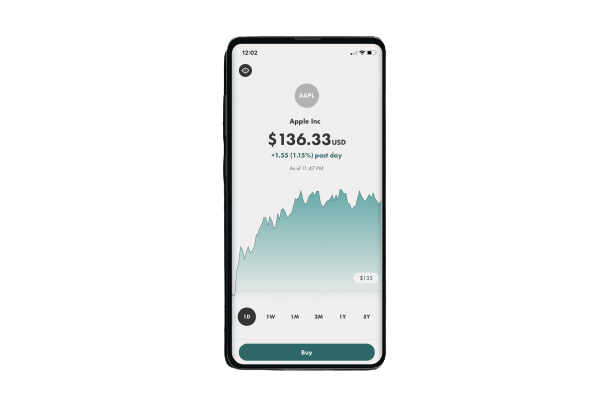 12:02
AAPL
Apple Inc
$136.33USD
+1.55 (1.15%) past day
As of 11:47 PM
$135
1D 1W 1M 3M 1Y 5Y
Buy